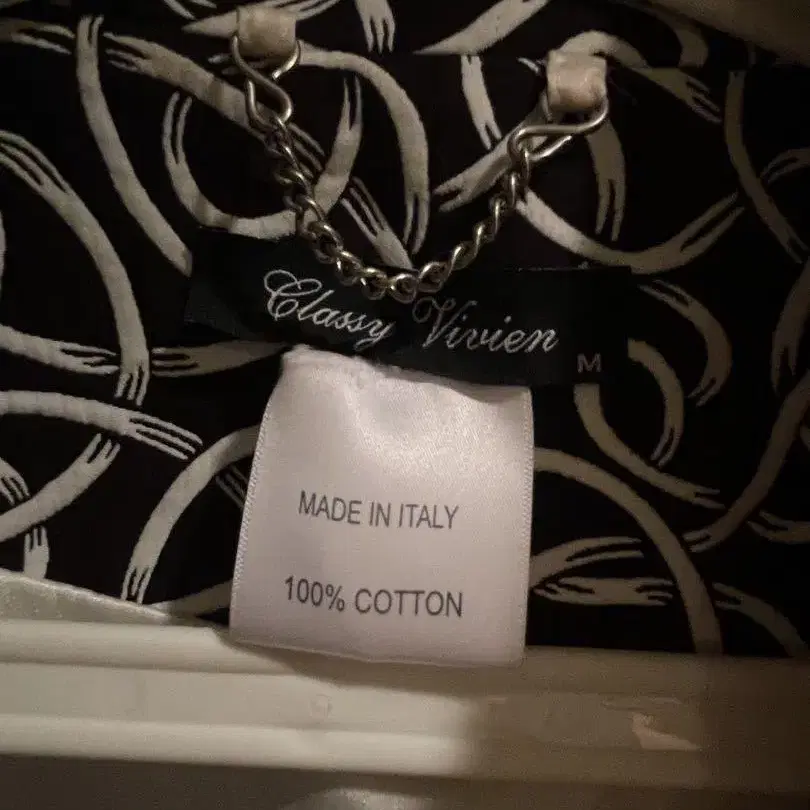 Classy Vivien
M
MADE IN ITALY
100% COTTON